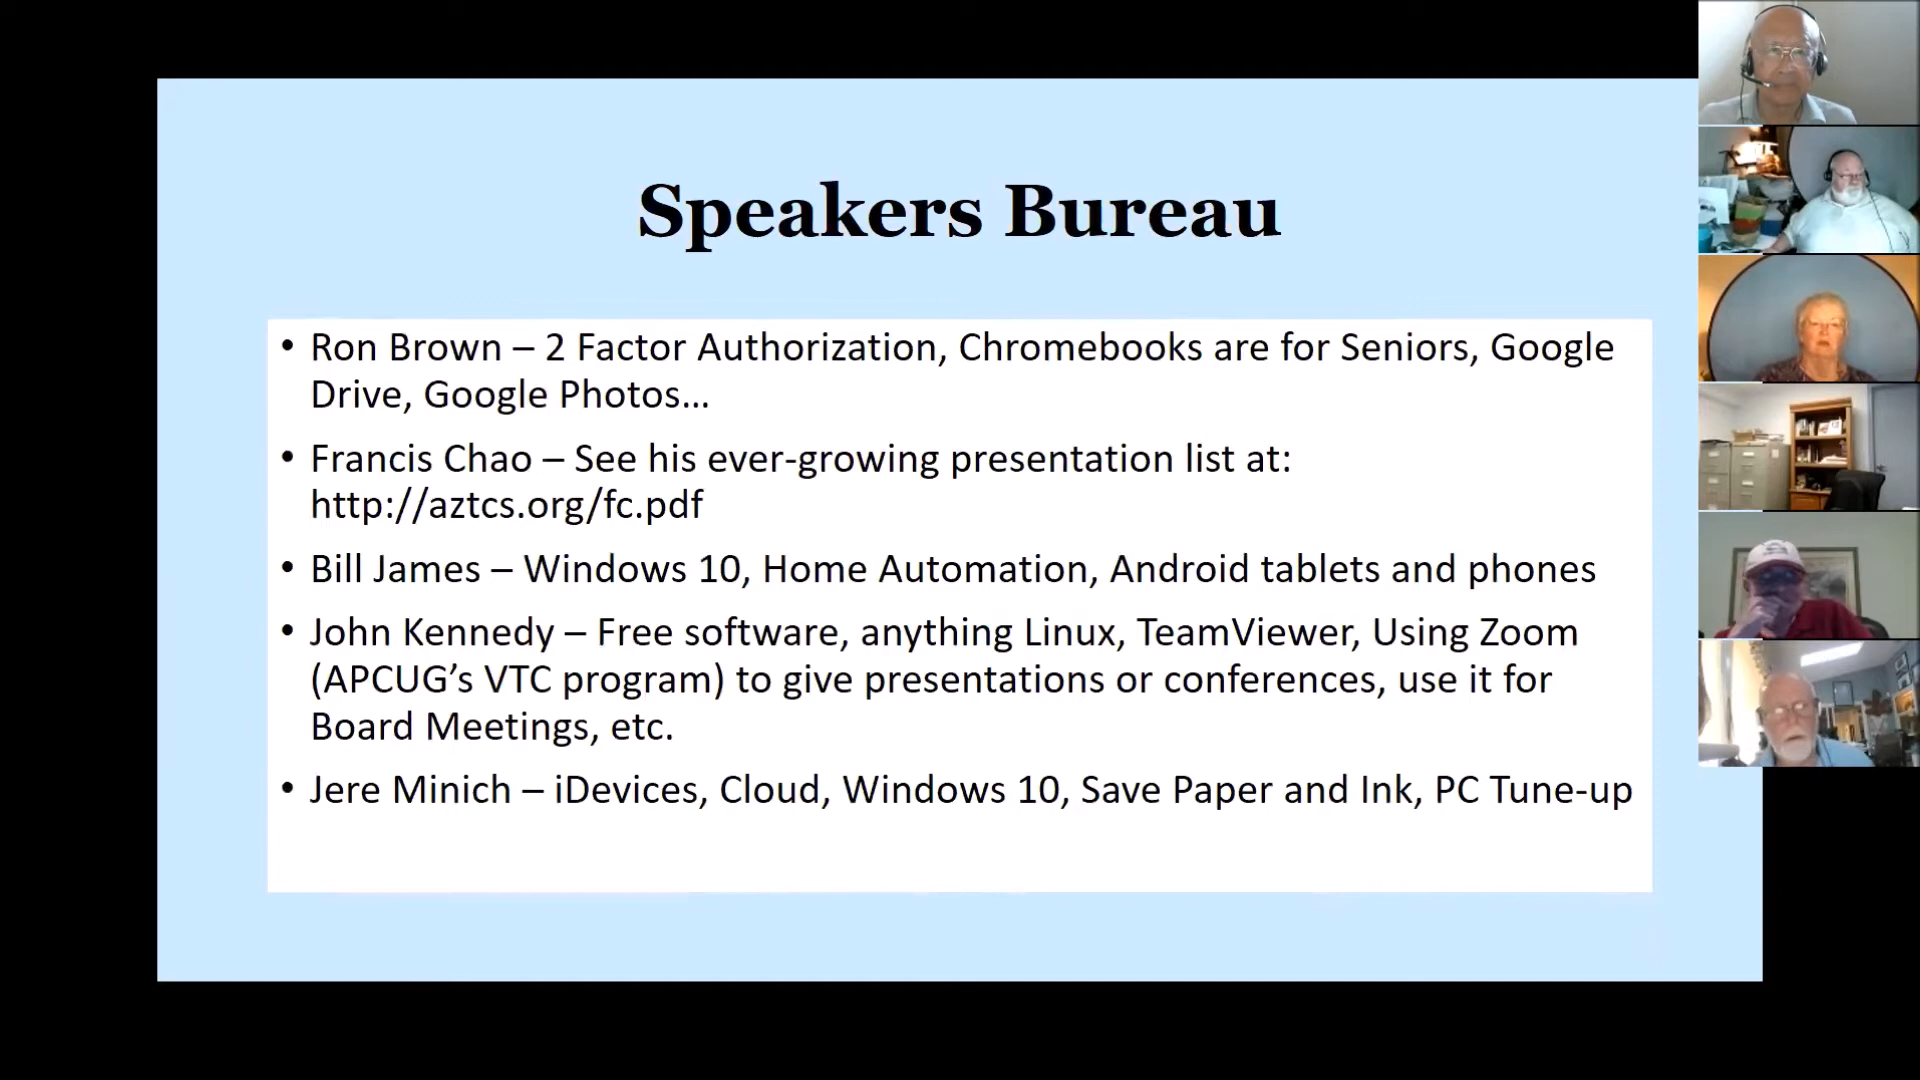 Speakers Bureau
• Ron Brown – 2 Factor Authorization, Chromebooks are for Seniors, Google
Drive, Google Photos…
• Francis Chao – See his ever-growing presentation list at:
http://aztcs.org/fc.pdf
• Bill James – Windows 10, Home Automation, Android tablets and phones
• John Kennedy – Free software, anything Linux, TeamViewer, Using Zoom
(APCUG’s VTC program) to give presentations or conferences, use it for
Board Meetings, etc.
• Jere Minich – iDevices, Cloud, Windows 10, Save Paper and Ink, PC Tune-up